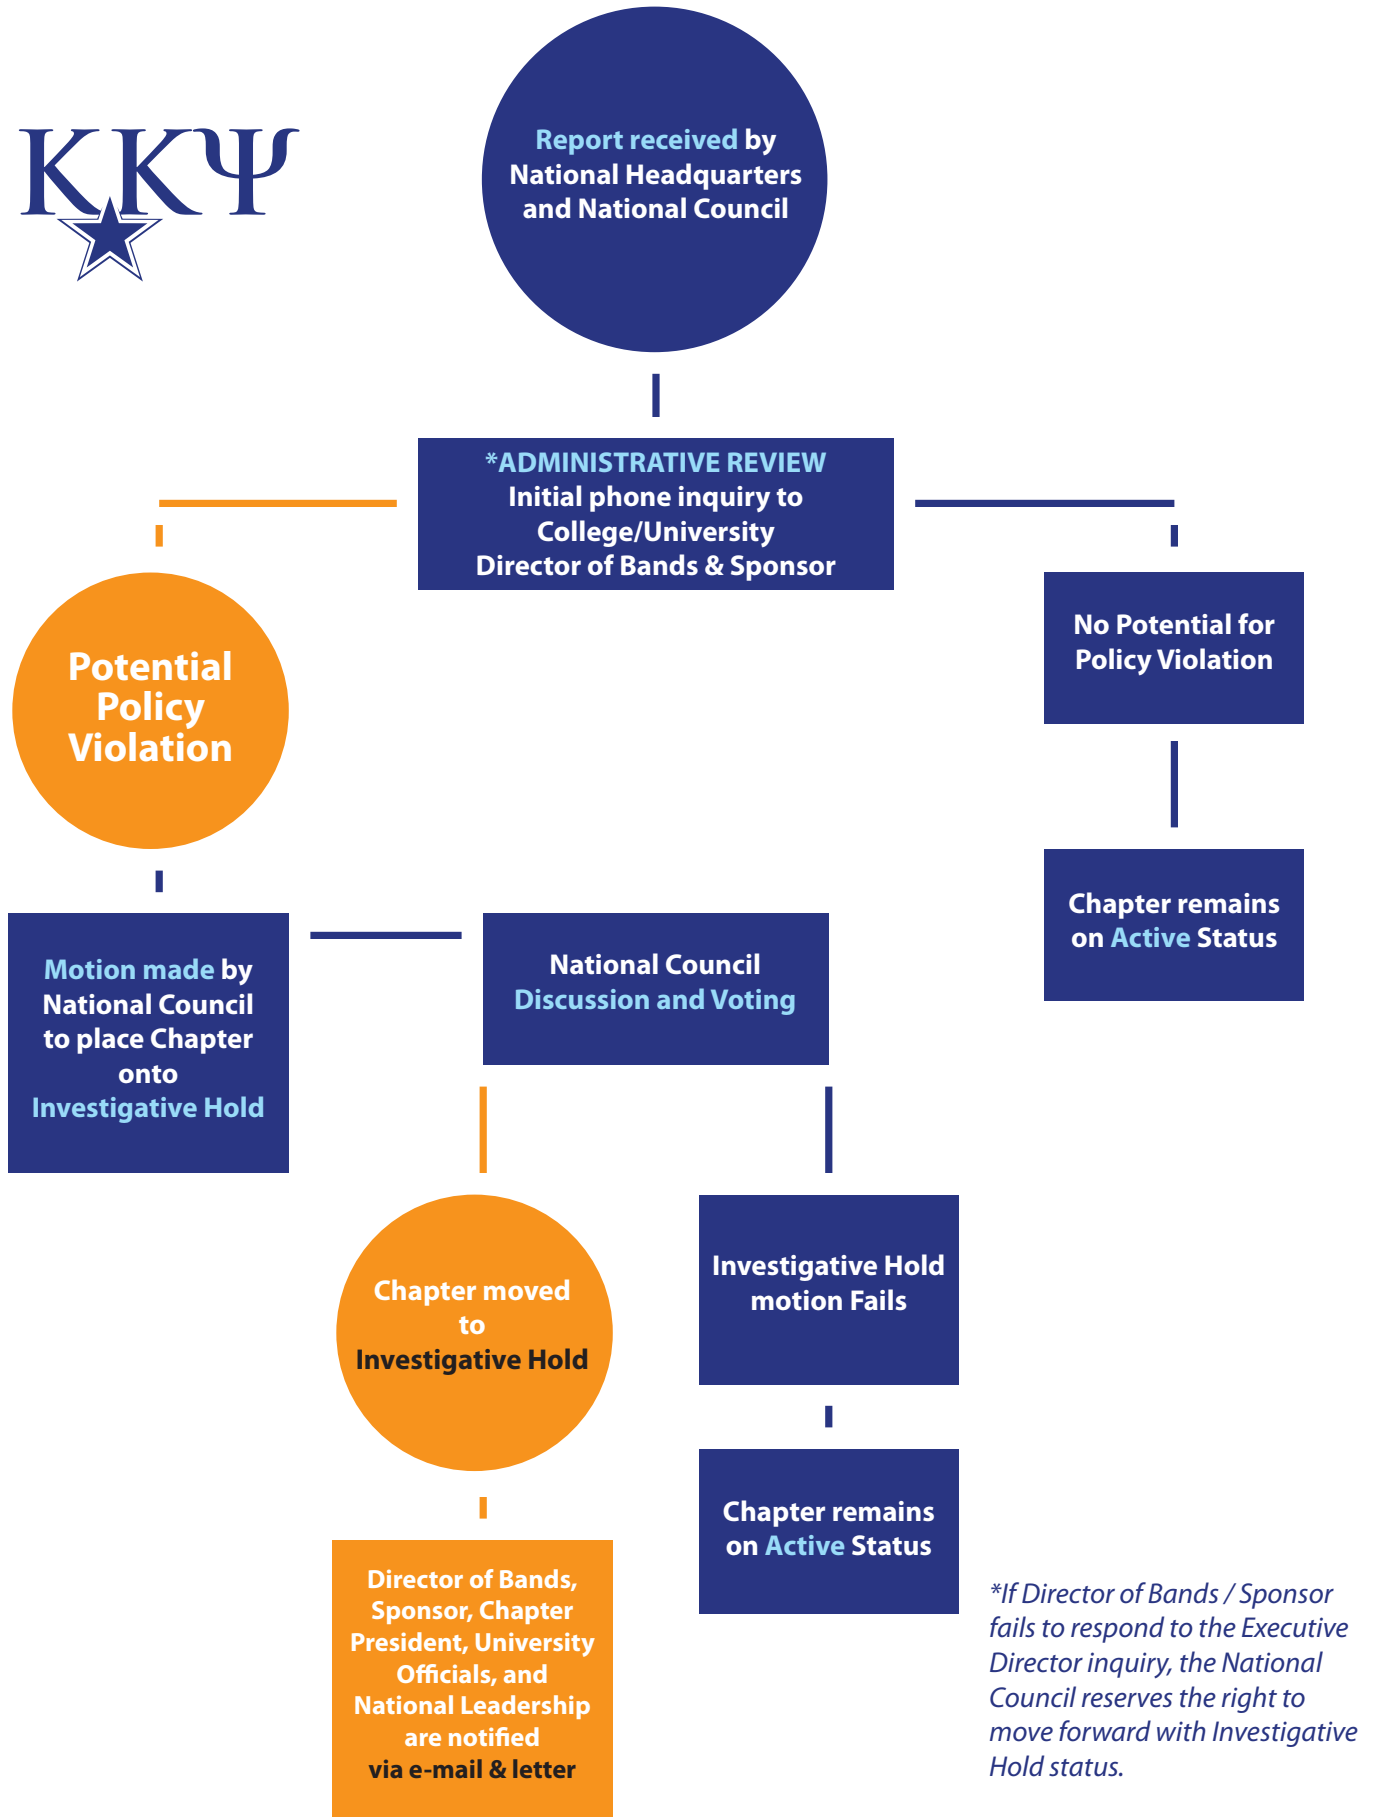 ΚΚΨ
Report received by
National Headquarters
and National Council
*ADMINISTRATIVE REVIEW
Initial phone inquiry to
College/University
Director of Bands & Sponsor
Potential
Policy
Violation
No Potential for
Policy Violation
Chapter remains
on Active Status
Motion made by
National Council
to place Chapter
onto
Investigative Hold
National Council
Discussion and Voting
Chapter moved
to
Investigative Hold
Investigative Hold
motion Fails
Chapter remains
on Active Status
Director of Bands,
Sponsor, Chapter
President, University
Officials, and
National Leadership
are notified
via e-mail & letter
*If Director of Bands / Sponsor
fails to respond to the Executive
Director inquiry, the National
Council reserves the right to
move forward with Investigative
Hold status.